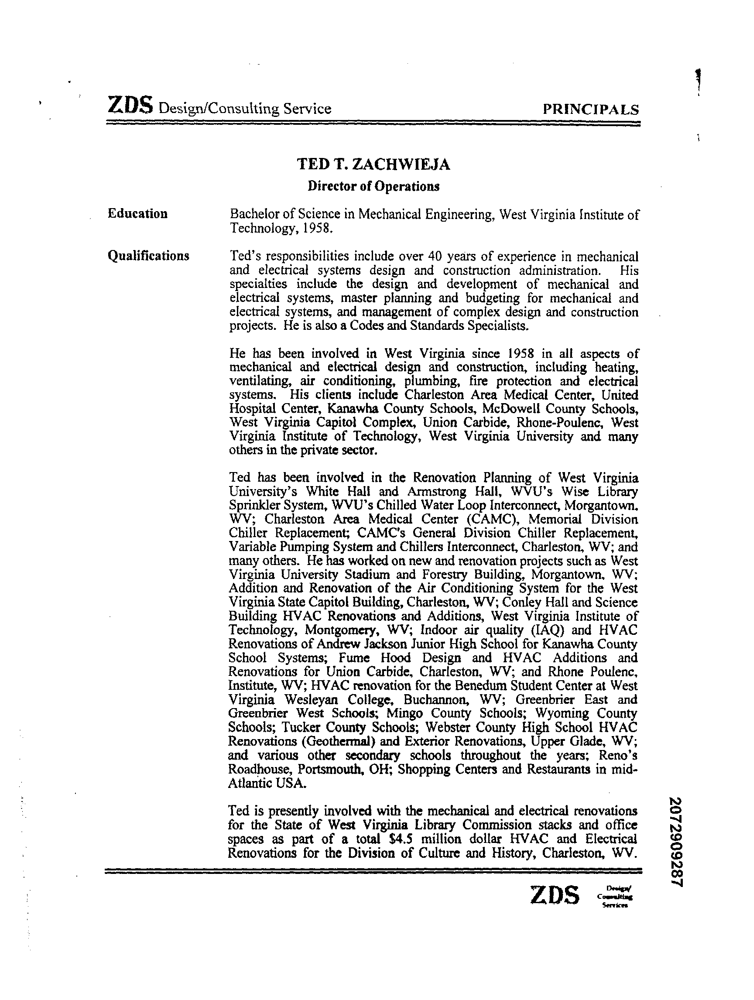 ZDS Design/Consulting Service PRINCIPALS
TED T. ZACHWIEJA
Director of Operations
Education Bachelor of Science in Mechanical Engineering, West Virginia Institute of
Technology, 1958.
Qualifications Ted's responsibilities include over 40 years of experience in mechanical
and electrical systems design and construction administration. His
specialties include the design and development of mechanical and
electrical systems, master planning and budgeting for mechanical and
electrical systems, and management of complex design and construction
projects. He is also a Codes and Standards Specialists.
He has been involved in West Virginia since 1958 in all aspects of
mechanical and electrical design and construction, including heating,
ventilating, air conditioning, plumbing, fire protection and electrical
systems. His clients include Charleston Area Medical Center, United
Hospital Center, Kanawha County Schools, McDowell County Schools,
West Virginia Capitol Complex, Union Carbide, Rhone-Poulenc, West
Virginia Institute of Technology, West Virginia University and many
others in the private sector.
Ted has been involved in the Renovation Planning of West Virginia
University's White Hall and Armstrong Hall, WVU's Wise Library
Sprinkler System, WVU's Chilled Water Loop Interconnect, Morgantown,
WV; Charleston Area Medical Center (CAMC), Memorial Division
Chiller Replacement; CAMC's General Division Chiller Replacement,
Variable Pumping System and Chillers Interconnect, Charleston, WV; and
many others. He has worked on new and renovation projects such as West
Virginia University Stadium and Forestry Building, Morgantown, WV;
Addition and Renovation of the Air Conditioning System for the West
Virginia State Capitol Building, Charleston, WV; Conley Hall and Science
Building HVAC Renovations and Additions, West Virginia Institute of
Technology, Montgomery, WV; Indoor air quality (IAQ) and HVAC
Renovations of Andrew Jackson Junior High School for Kanawha County
School Systems; Fume Hood Design and HVAC Additions and
Renovations for Union Carbide, Charleston, WV; and Rhone Poulenc,
Institute, WV; HVAC renovation for the Benedum Student Center at West
Virginia Wesleyan College, Buchannon, WV; Greenbrier East and
Greenbrier West Schools; Mingo County Schools; Wyoming County
Schools; Tucker County Schools; Webster County High School HVAC
Renovations (Geothermal) and Exterior Renovations, Upper Glade, WV;
and various other secondary schools throughout the years; Reno's
Roadhouse, Portsmouth, OH; Shopping Centers and Restaurants in mid-
Atlantic USA.
Ted is presently involved with the mechanical and electrical renovations
for the State of West Virginia Library Commission stacks and office
spaces as part of a total $4.5 million dollar HVAC and Electrical
Renovations for the Division of Culture and History, Charleston, WV.
2072909287
ZDS Design/
Consulting
Services